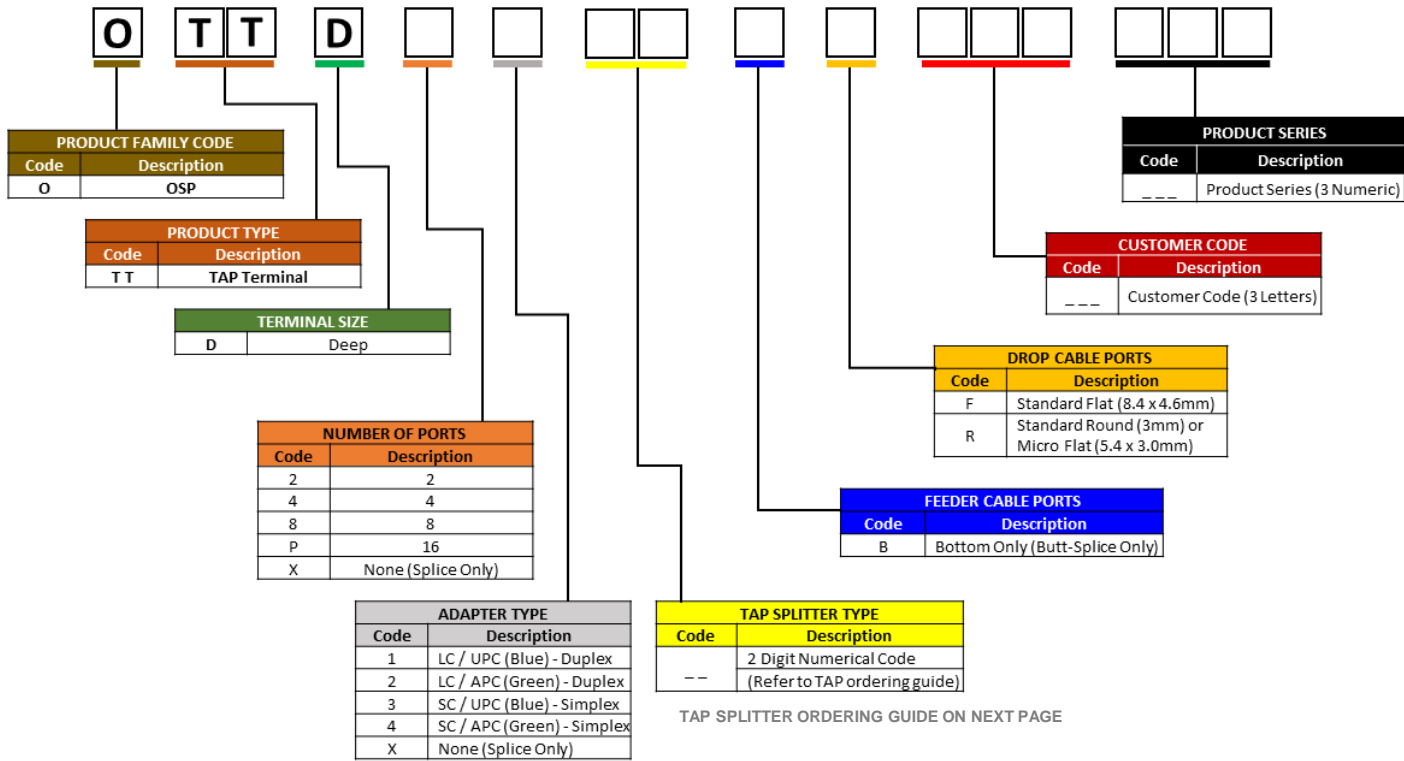 O T T D
PRODUCT FAMILY CODE
Code Description
O OSP
PRODUCT TYPE
Code Description
T T TAP Terminal
TERMINAL SIZE
D Deep
NUMBER OF PORTS
Code Description
2 2
4 4
8 8
P 16
X None (Splice Only)
ADAPTER TYPE
Code Description
1 LC / UPC (Blue) - Duplex
2 LC / APC (Green) - Duplex
3 SC / UPC (Blue) - Simplex
4 SC / APC (Green) - Simplex
X None (Splice Only)
TAP SPLITTER TYPE
Code Description
_ _ 2 Digit Numerical Code
(Refer to TAP ordering guide)
TAP SPLITTER ORDERING GUIDE ON NEXT PAGE
FEEDER CABLE PORTS
Code Description
B Bottom Only (Butt-Splice Only)
DROP CABLE PORTS
Code Description
F Standard Flat (8.4 x 4.6mm)
R Standard Round (3mm) or
Micro Flat (5.4 x 3.0mm)
CUSTOMER CODE
Code Description
_ _ _ Customer Code (3 Letters)
PRODUCT SERIES
Code Description
_ _ _ Product Series (3 Numeric)